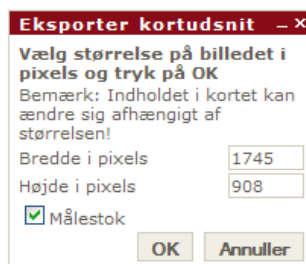 Eksporter kortudsnit
Vælg størrelse på billedet i
pixels og tryk på OK
Bemærk: Indholdet i kortet kan
ændre sig afhængigt af
størrelsen!
Bredde i pixels 1745
Højde i pixels 908
Målestok
OK Annuller